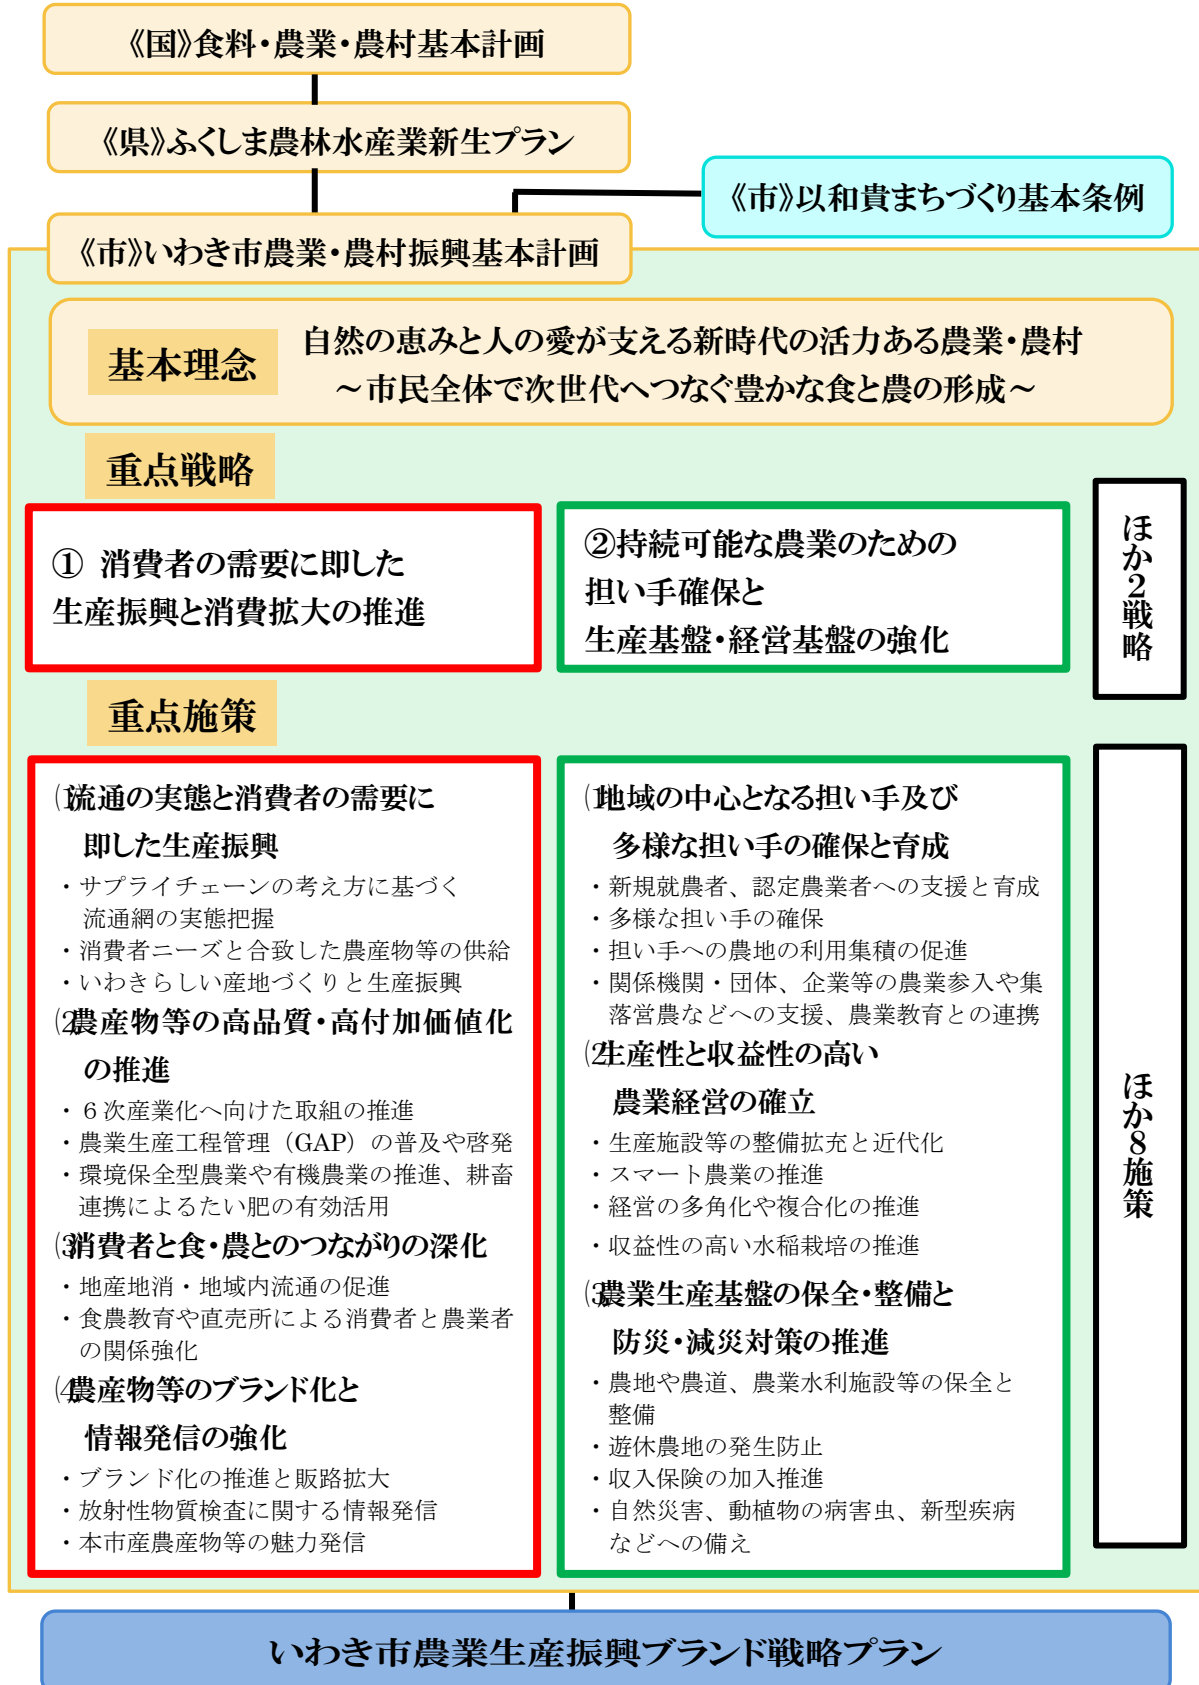 《国》食料・農業・農村基本計画
《県》ふくしま農林水産業新生プラン
《市》以和貴まちづくり基本条例
《市》いわき市農業・農村振興基本計画
基本理念
自然の恵みと人の愛が支える新時代の活力ある農業・農村
～市民全体で次世代へつなぐ豊かな食と農の形成～
重点戦略
① 消費者の需要に即した
生産振興と消費拡大の推進
②持続可能な農業のための
担い手確保と
生産基盤・経営基盤の強化
ほか2戦略
重点施策
⑴流通の実態と消費者の需要に
即した生産振興
・サプライチェーンの考え方に基づく
流通網の実態把握
・消費者ニーズと合致した農産物等の供給
・いわきらしい産地づくりと生産振興
⑵農産物等の高品質・高付加価値化
の推進
・６次産業化へ向けた取組の推進
・農業生産工程管理（GAP）の普及や啓発
・環境保全型農業や有機農業の推進、耕畜
連携によるたい肥の有効活用
⑶消費者と食・農とのつながりの深化
・地産地消・地域内流通の促進
・食農教育や直売所による消費者と農業者
の関係強化
⑷農産物等のブランド化と
情報発信の強化
・ブランド化の推進と販路拡大
・放射性物質検査に関する情報発信
・本市産農産物等の魅力発信
⑴地域の中心となる担い手及び
多様な担い手の確保と育成
・新規就農者、認定農業者への支援と育成
・多様な担い手の確保
・担い手への農地の利用集積の促進
・関係機関・団体、企業等の農業参入や集
落営農などへの支援、農業教育との連携
⑵生産性と収益性の高い
農業経営の確立
・生産施設等の整備拡充と近代化
・スマート農業の推進
・経営の多角化や複合化の推進
・収益性の高い水稲栽培の推進
⑶農業生産基盤の保全・整備と
防災・減災対策の推進
・農地や農道、農業水利施設等の保全と
整備
・遊休農地の発生防止
・収入保険の加入推進
・自然災害、動植物の病害虫、新型疾病
などへの備え
ほか8施策
いわき市農業生産振興ブランド戦略プラン